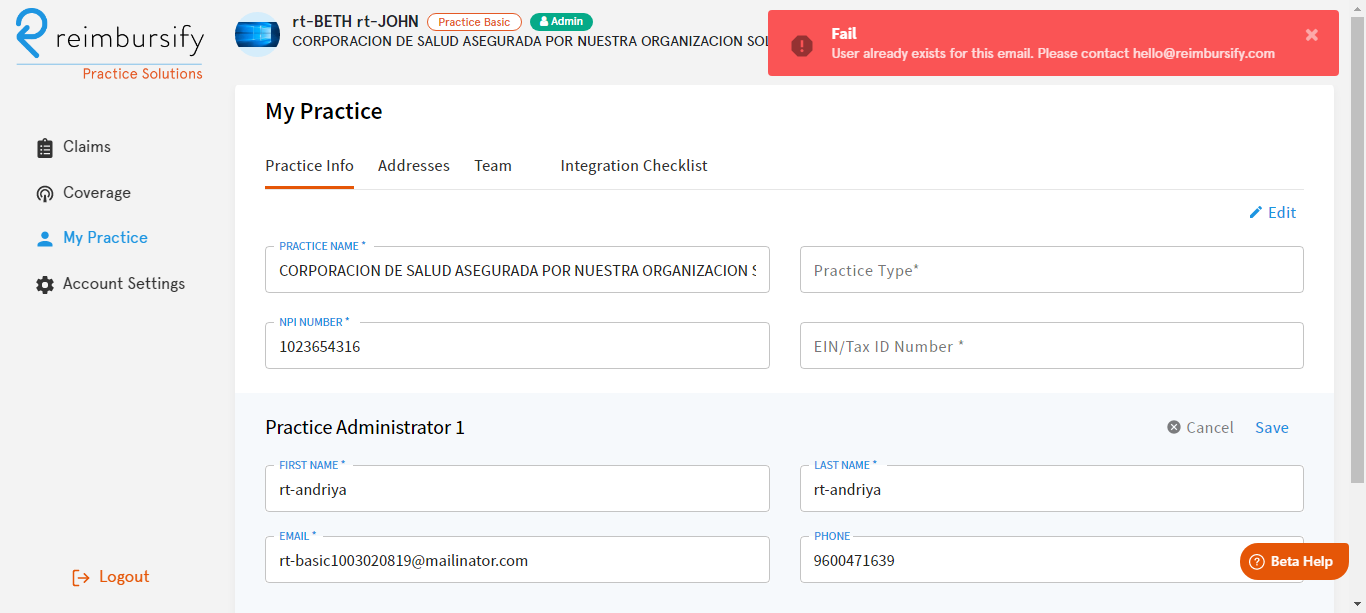 reimbursify
Practice Solutions
rt-BETH rt-JOHN Practice Basic Admin
CORPORACION DE SALUD ASEGURADA POR NUESTRA ORGANIZACION
Fail
User already exists for this email. Please contact hello@reimbursify.com
Claims
Coverage
My Practice
Account Settings
Logout
My Practice
Practice Info Addresses Team Integration Checklist
Edit
PRACTICE NAME *
CORPORACION DE SALUD ASEGURADA POR NUESTRA ORGANIZACION
Practice Type*
NPI NUMBER *
1023654316
EIN/Tax ID Number *
Practice Administrator 1
Cancel Save
FIRST NAME *
rt-andriya
LAST NAME *
rt-andriya
EMAIL *
rt-basic1003020819@mailinator.com
PHONE
9600471639
Beta Help